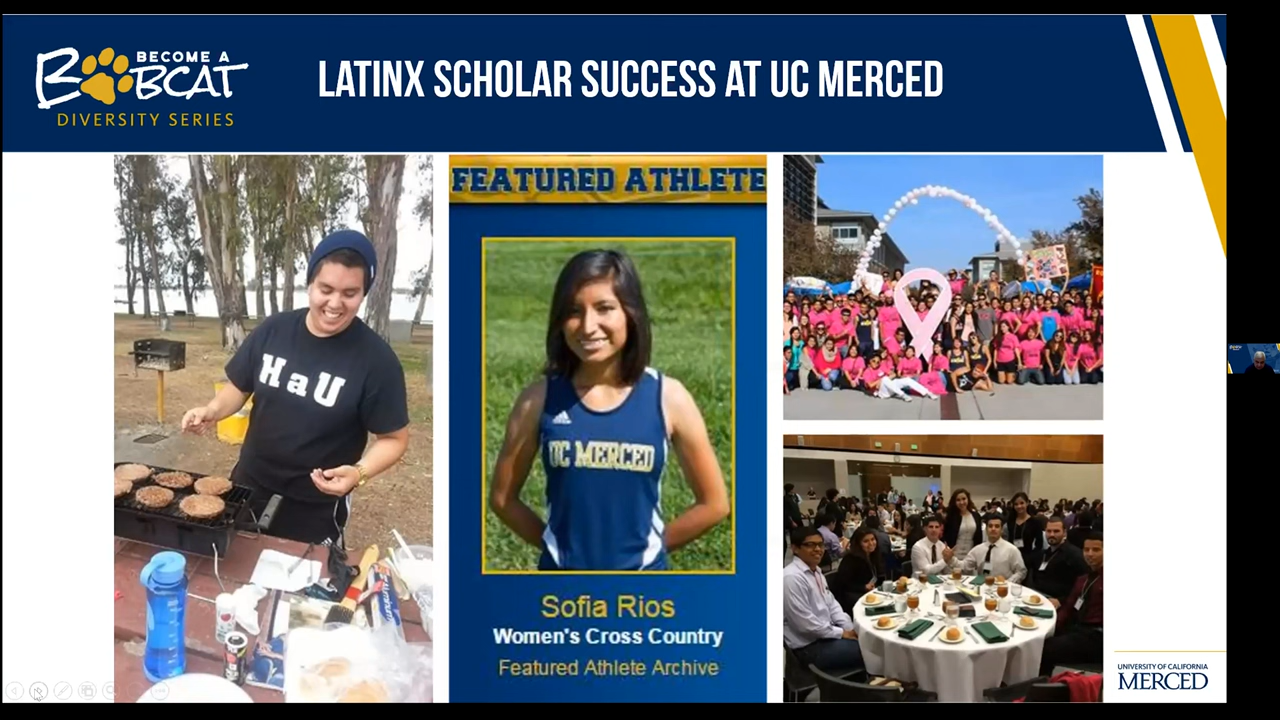 BECOME A
BOBCAT
DIVERSITY SERIES
LATINX SCHOLAR SUCCESS AT UC MERCED
HaU
FEATURED ATHLETE
UC MERCED
Sofia Rios
Women's Cross Country
Featured Athlete Archive
UNIVERSITY OF CALIFORNIA
MERCED